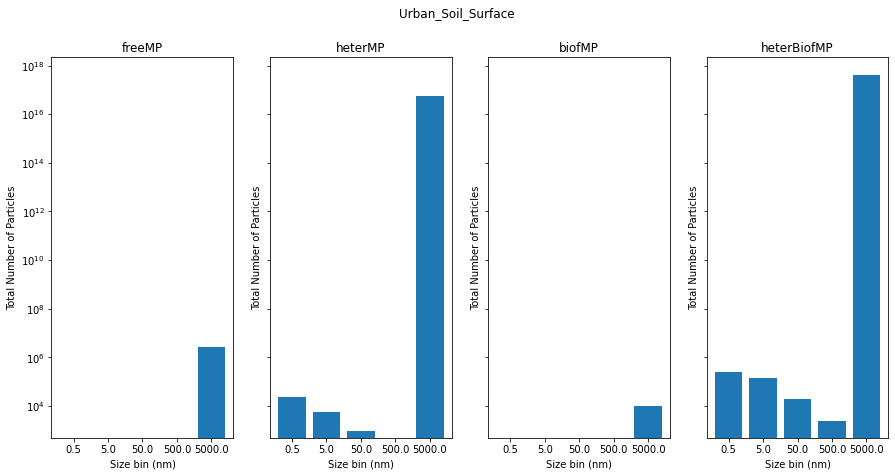 Urban_Soil_Surface
freeMP
heterMP
biofMP
heterBiofMP
Total Number of Particles
10^18
10^16
10^14
10^12
10^10
10^8
10^6
10^4
0.5 5.0 50.0 500.0 5000.0
Size bin (nm)
Total Number of Particles
0.5 5.0 50.0 500.0 5000.0
Size bin (nm)
Total Number of Particles
0.5 5.0 50.0 500.0 5000.0
Size bin (nm)
Total Number of Particles
0.5 5.0 50.0 500.0 5000.0
Size bin (nm)